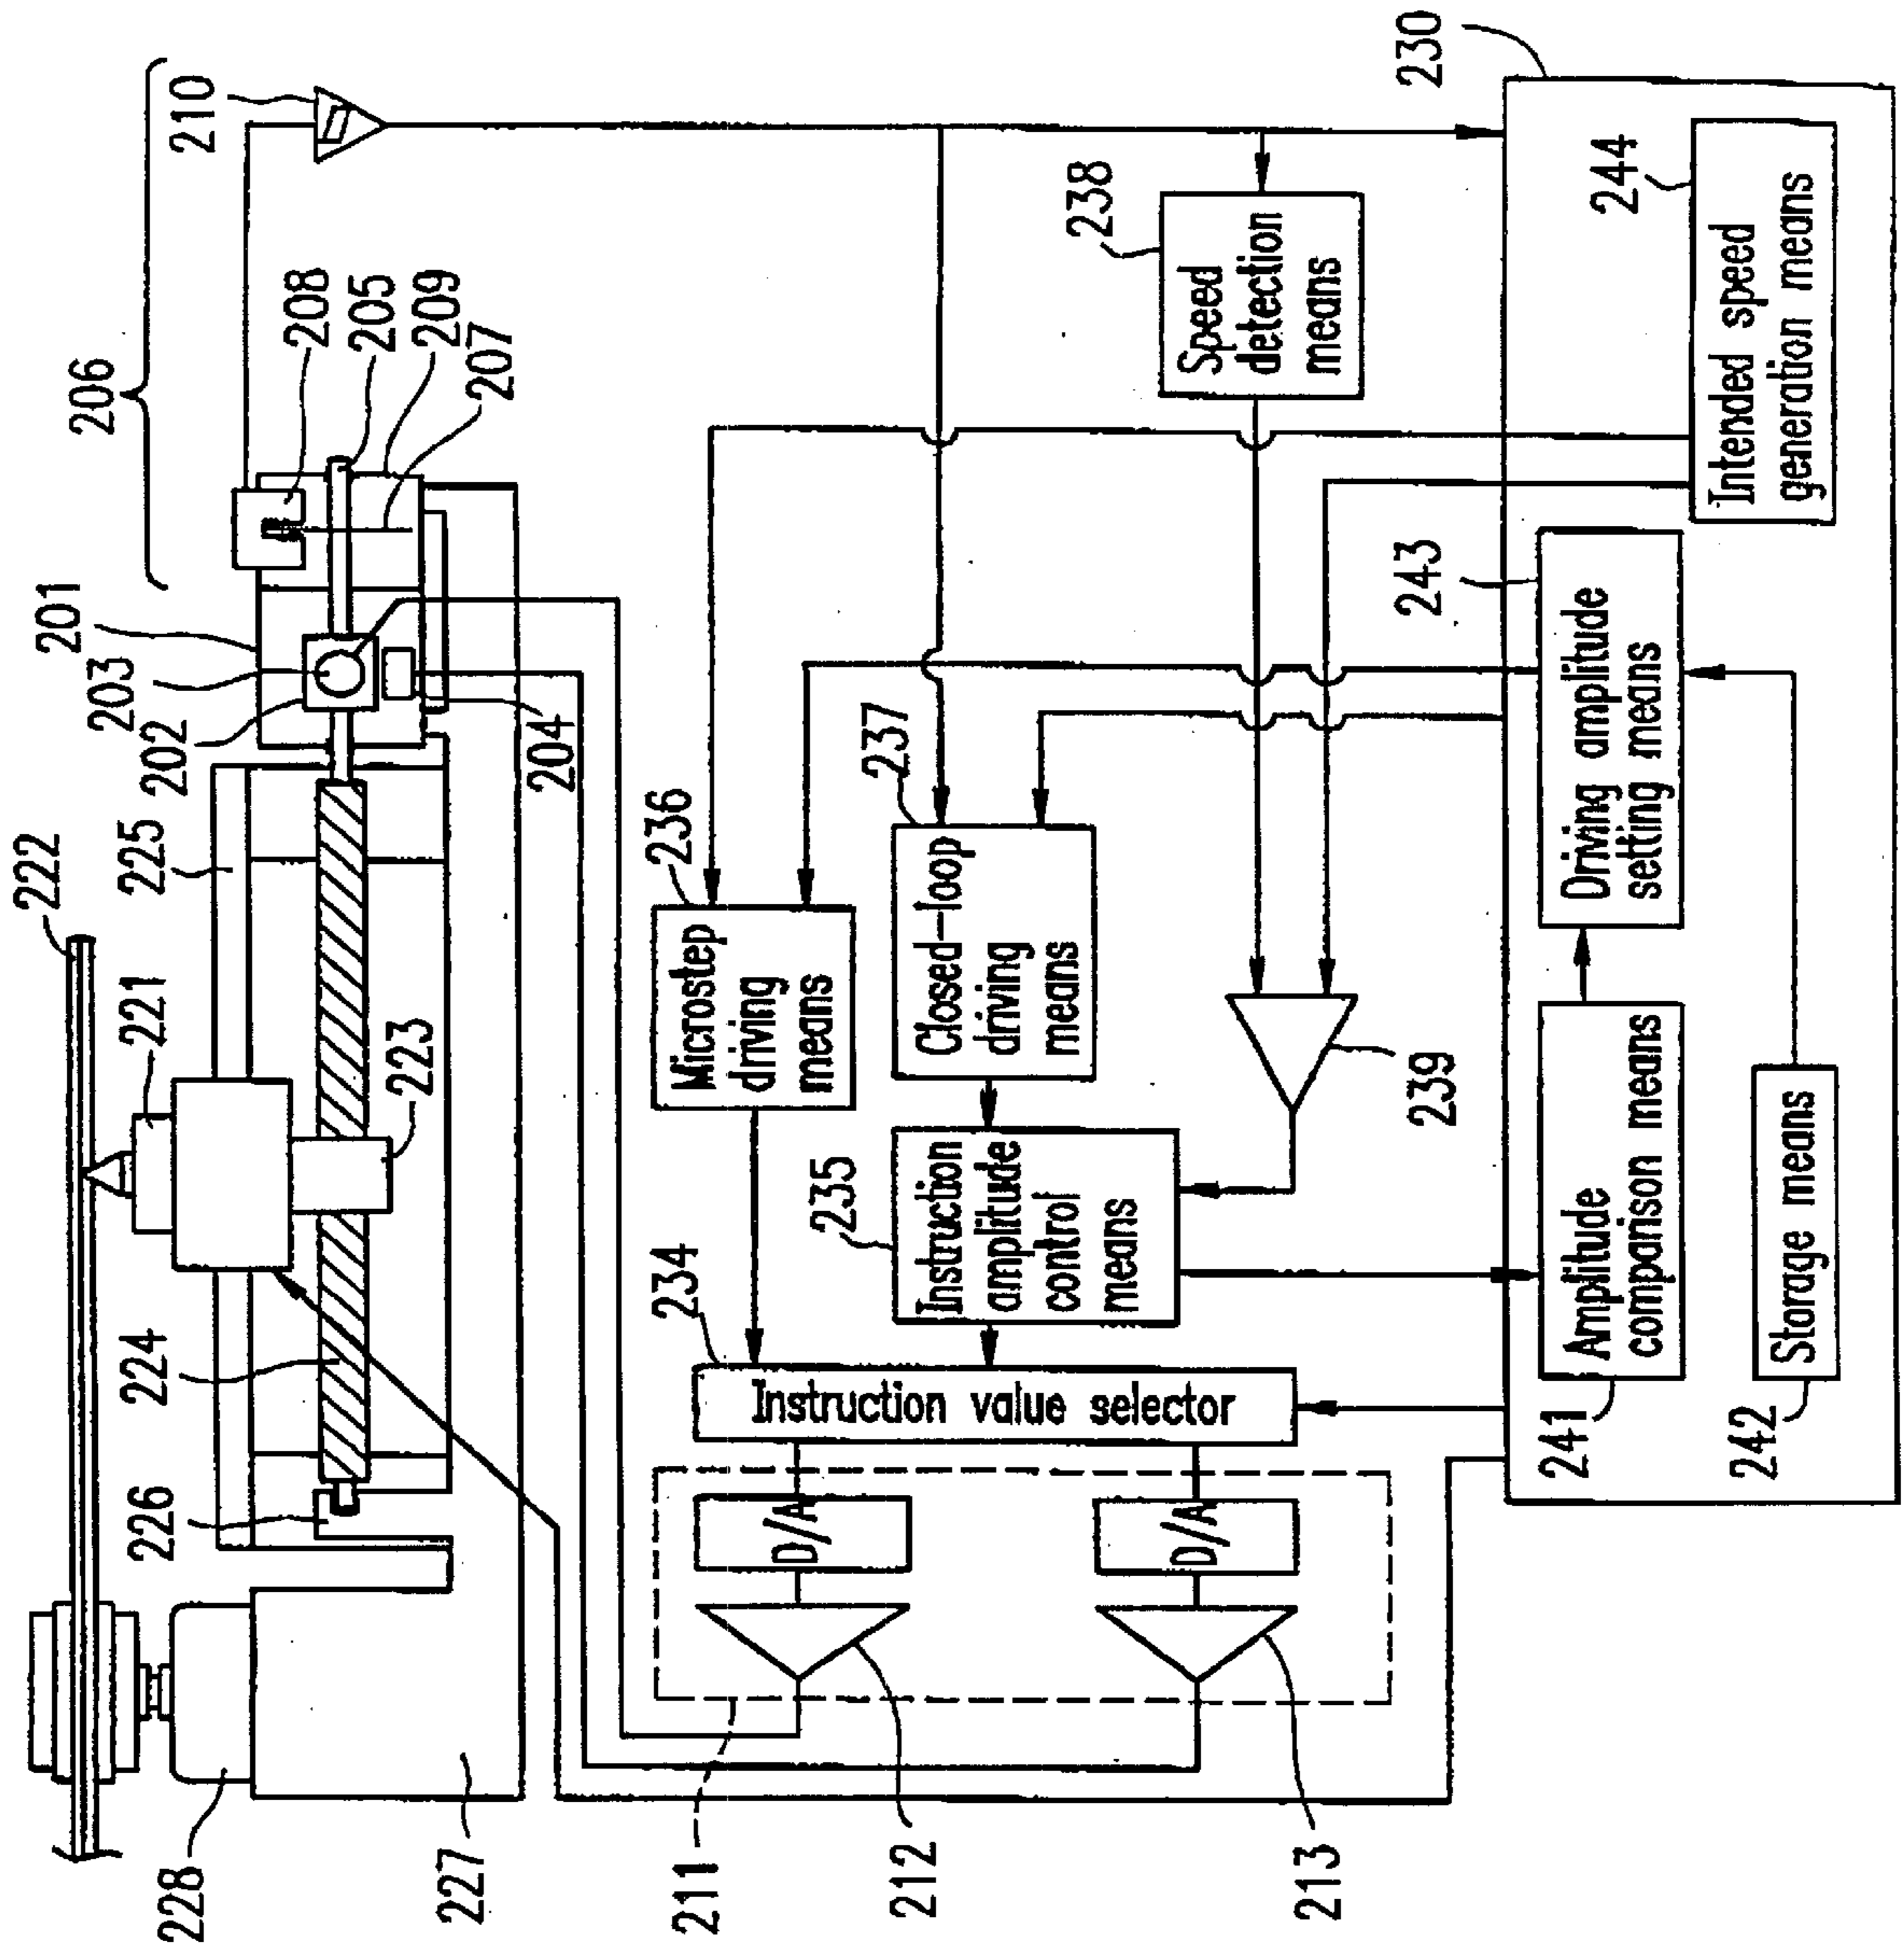 222
221
225
202
203
201
206
210
224
226
223
208
205
209
207
204
228
227
236
Microstep
driving
means
237
Closed-loop
driving
means
238
Speed
detection
means
230
234
Instruction value selector
235
Instruction
amplitude
control
means
239
D/A
D/A
211
212
213
241
Amplitude
comparison means
243
Driving amplitude
setting means
244
Intended speed
generation means
242
Storage means